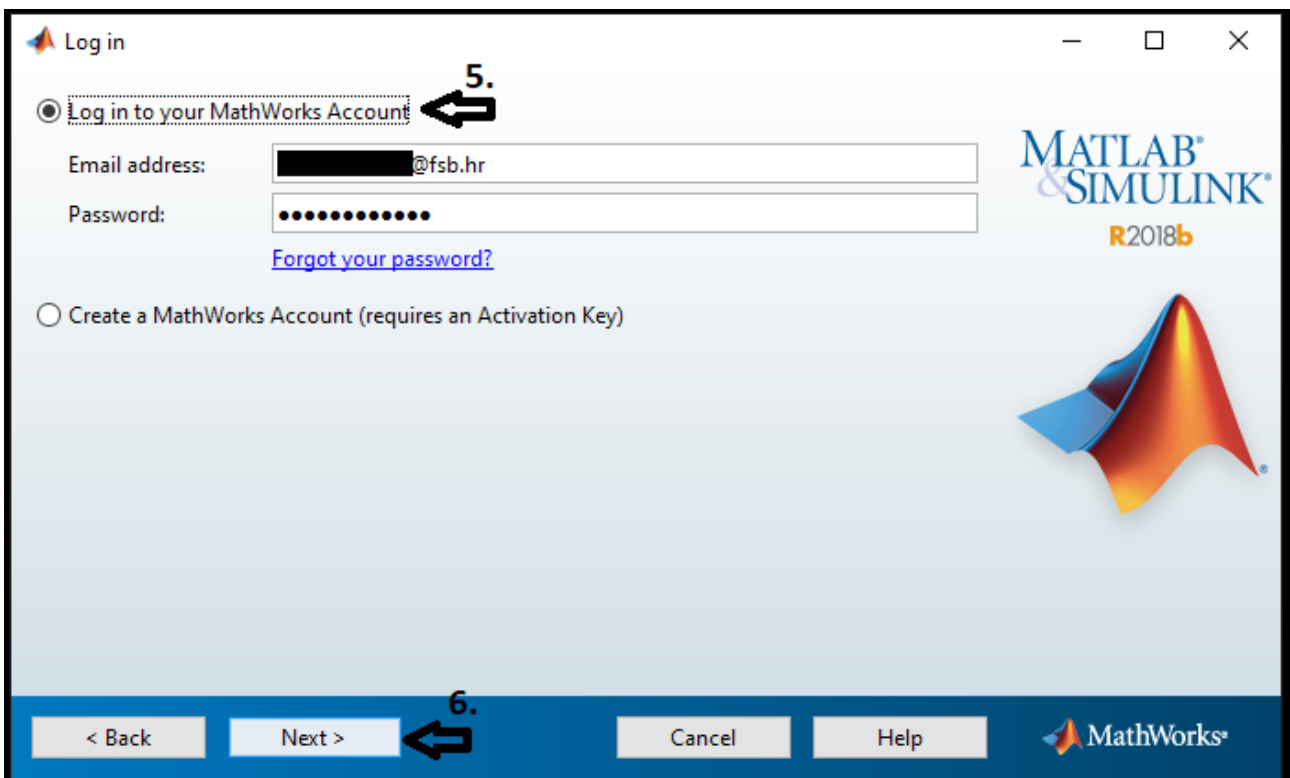 Log in
5.
Log in to your MathWorks Account
MATLAB®
&SIMULINK®
R2018b
Email address: @fsb.hr
Password: ●●●●●●●●●●●●
Forgot your password?
Create a MathWorks Account (requires an Activation Key)
®
6.
< Back Next > Cancel Help MathWorks®